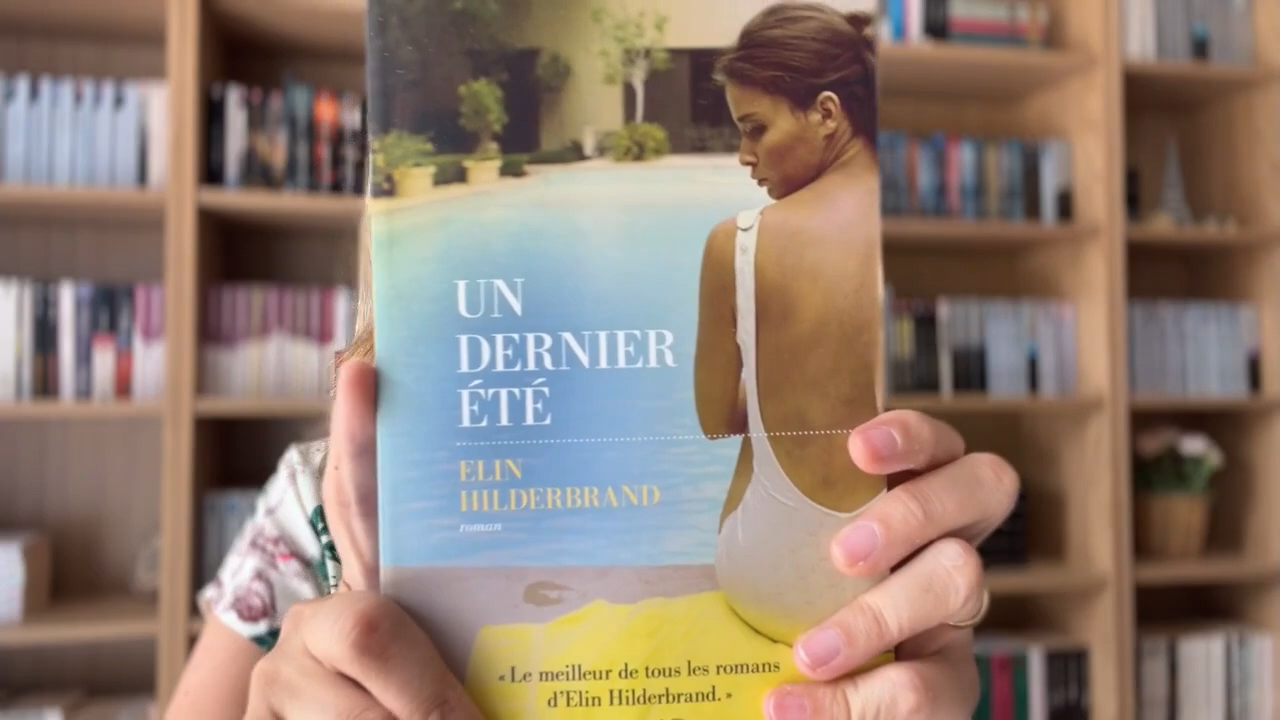 UN
DERNIER
ÉTÉ
ELIN
HILDERBRAND
roman
« Le meilleur de tous les romans
d’Elin Hilderbrand. »